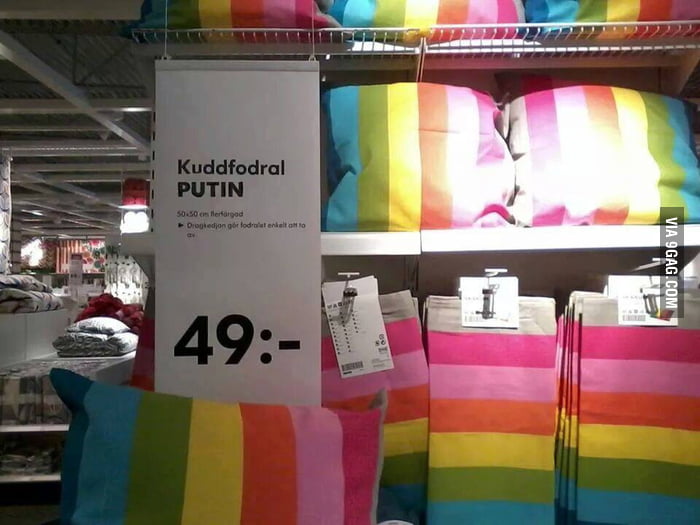 Kuddfodral
PUTIN
50x50 cm flerfärgad
► Dragkedjan gör fodralet enkelt att ta
av.
49:-
VIA 9GAG.COM